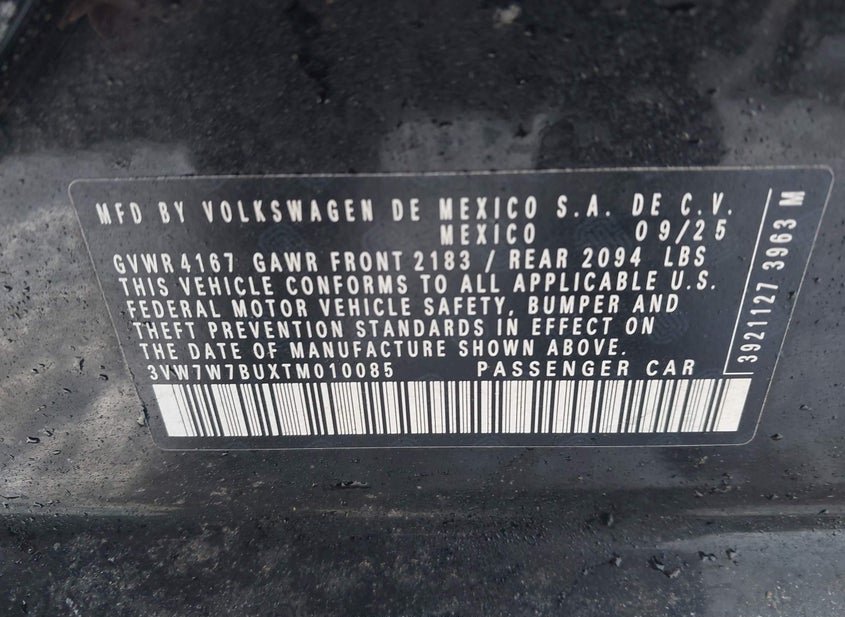 MFD BY VOLKSWAGEN DE MEXICO S.A. DE C.V.
MEXICO 09/25
GVWR 4167 GAWR FRONT 2183 / REAR 2094 LBS
THIS VEHICLE CONFORMS TO ALL APPLICABLE U.S.
FEDERAL MOTOR VEHICLE SAFETY, BUMPER AND
THEFT PREVENTION STANDARDS IN EFFECT ON
THE DATE OF MANUFACTURE SHOWN ABOVE.
3VW7W7BUXTM010085 PASSENGER CAR
3921127 3963 M